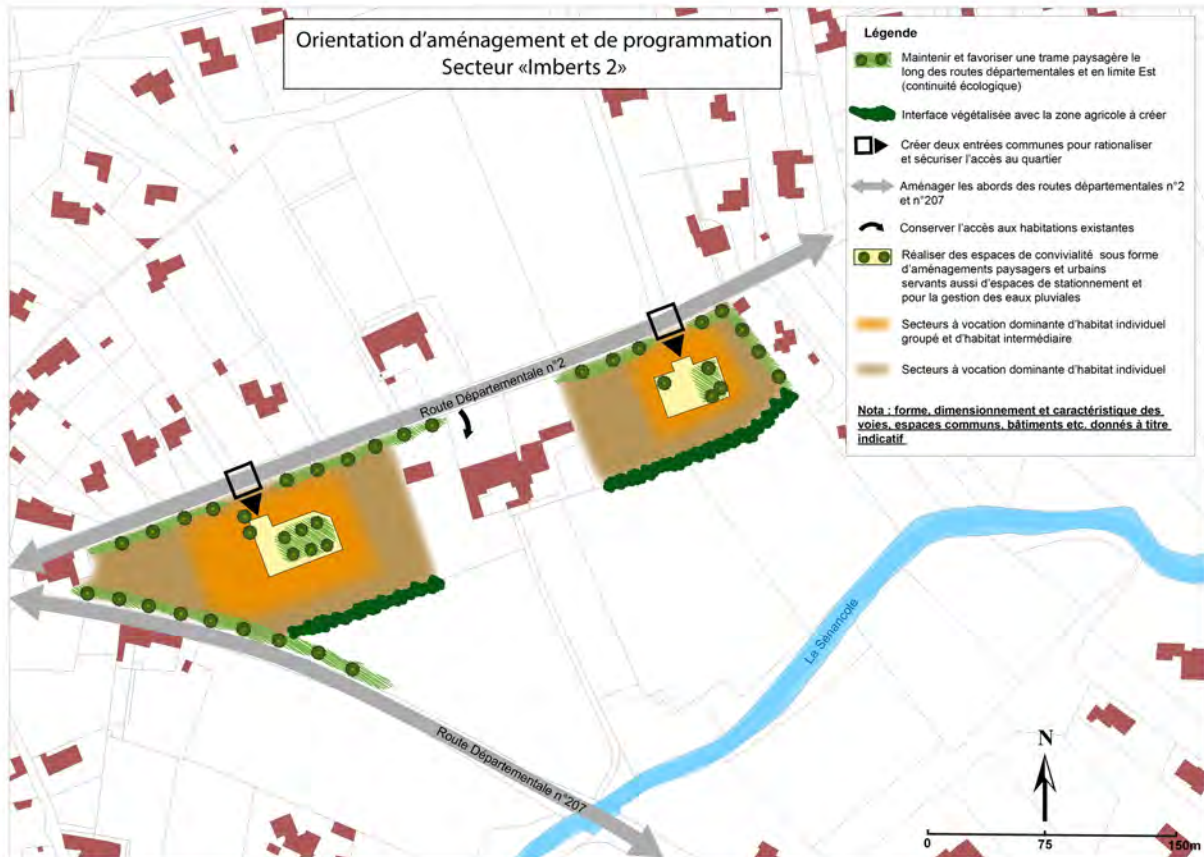 Orientation d'aménagement et de programmation
Secteur «Imberts 2»
Légende
Maintenir et favoriser une trame paysagère le
long des routes départementales et en limite Est
(continuité écologique)
Interface végétalisée avec la zone agricole à créer
Créer deux entrées communes pour rationaliser
et sécuriser l'accès au quartier
Aménager les abords des routes départementales n°2
et n°207
Conserver l'accès aux habitations existantes
Réaliser des espaces de convivialité sous forme
d'aménagements paysagers et urbains
servants aussi d'espaces de stationnement et
pour la gestion des eaux pluviales
Secteurs à vocation dominante d'habitat individuel
groupé et d'habitat intermédiaire
Secteurs à vocation dominante d'habitat individuel
Nota : forme, dimensionnement et caractéristique des
voies, espaces communs, bâtiments etc. donnés à titre
indicatif
Route Départementale n°2
La Sénancole
Route Départementale n°207
N
0 75 150m